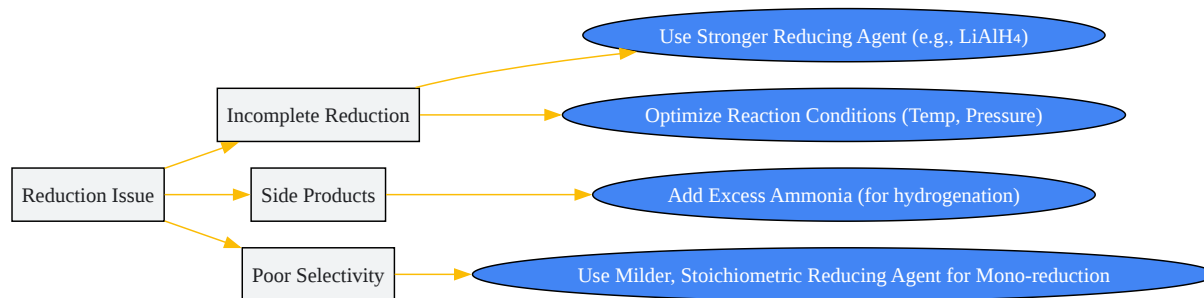 Use Stronger Reducing Agent (e.g., LiAlH₄)
Incomplete Reduction
Optimize Reaction Conditions (Temp, Pressure)
Reduction Issue
Side Products
Add Excess Ammonia (for hydrogenation)
Poor Selectivity
Use Milder, Stoichiometric Reducing Agent for Mono-reduction